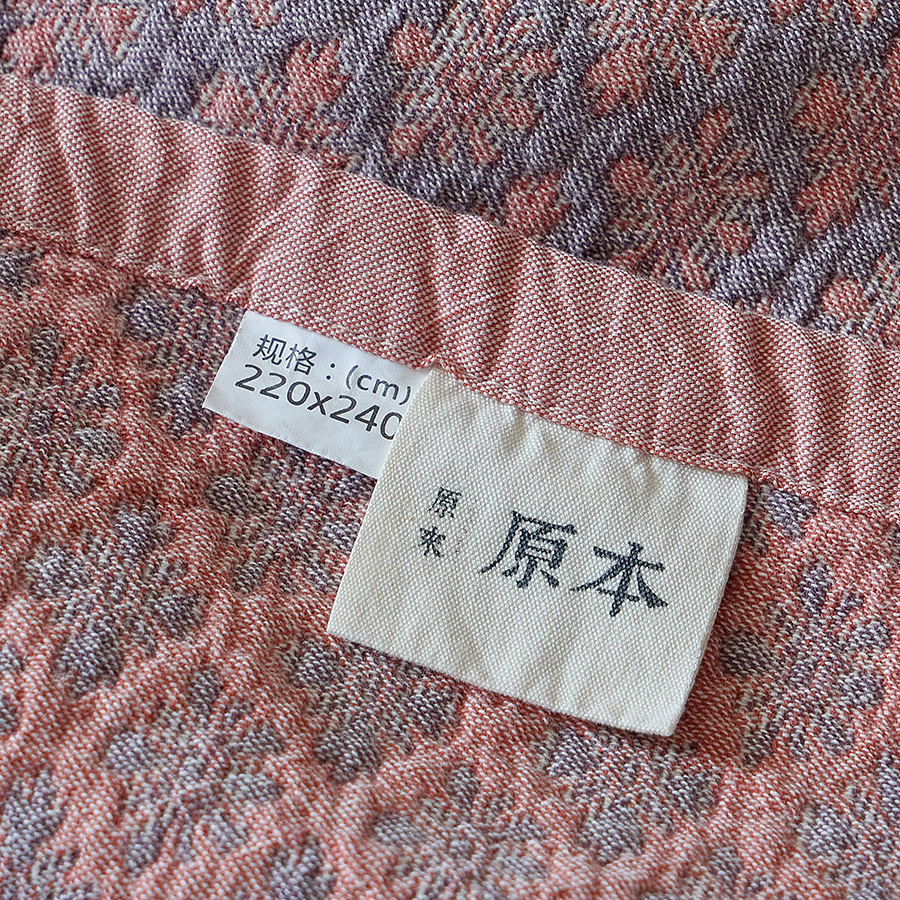 规格：(cm)
220x240
原
本
原本